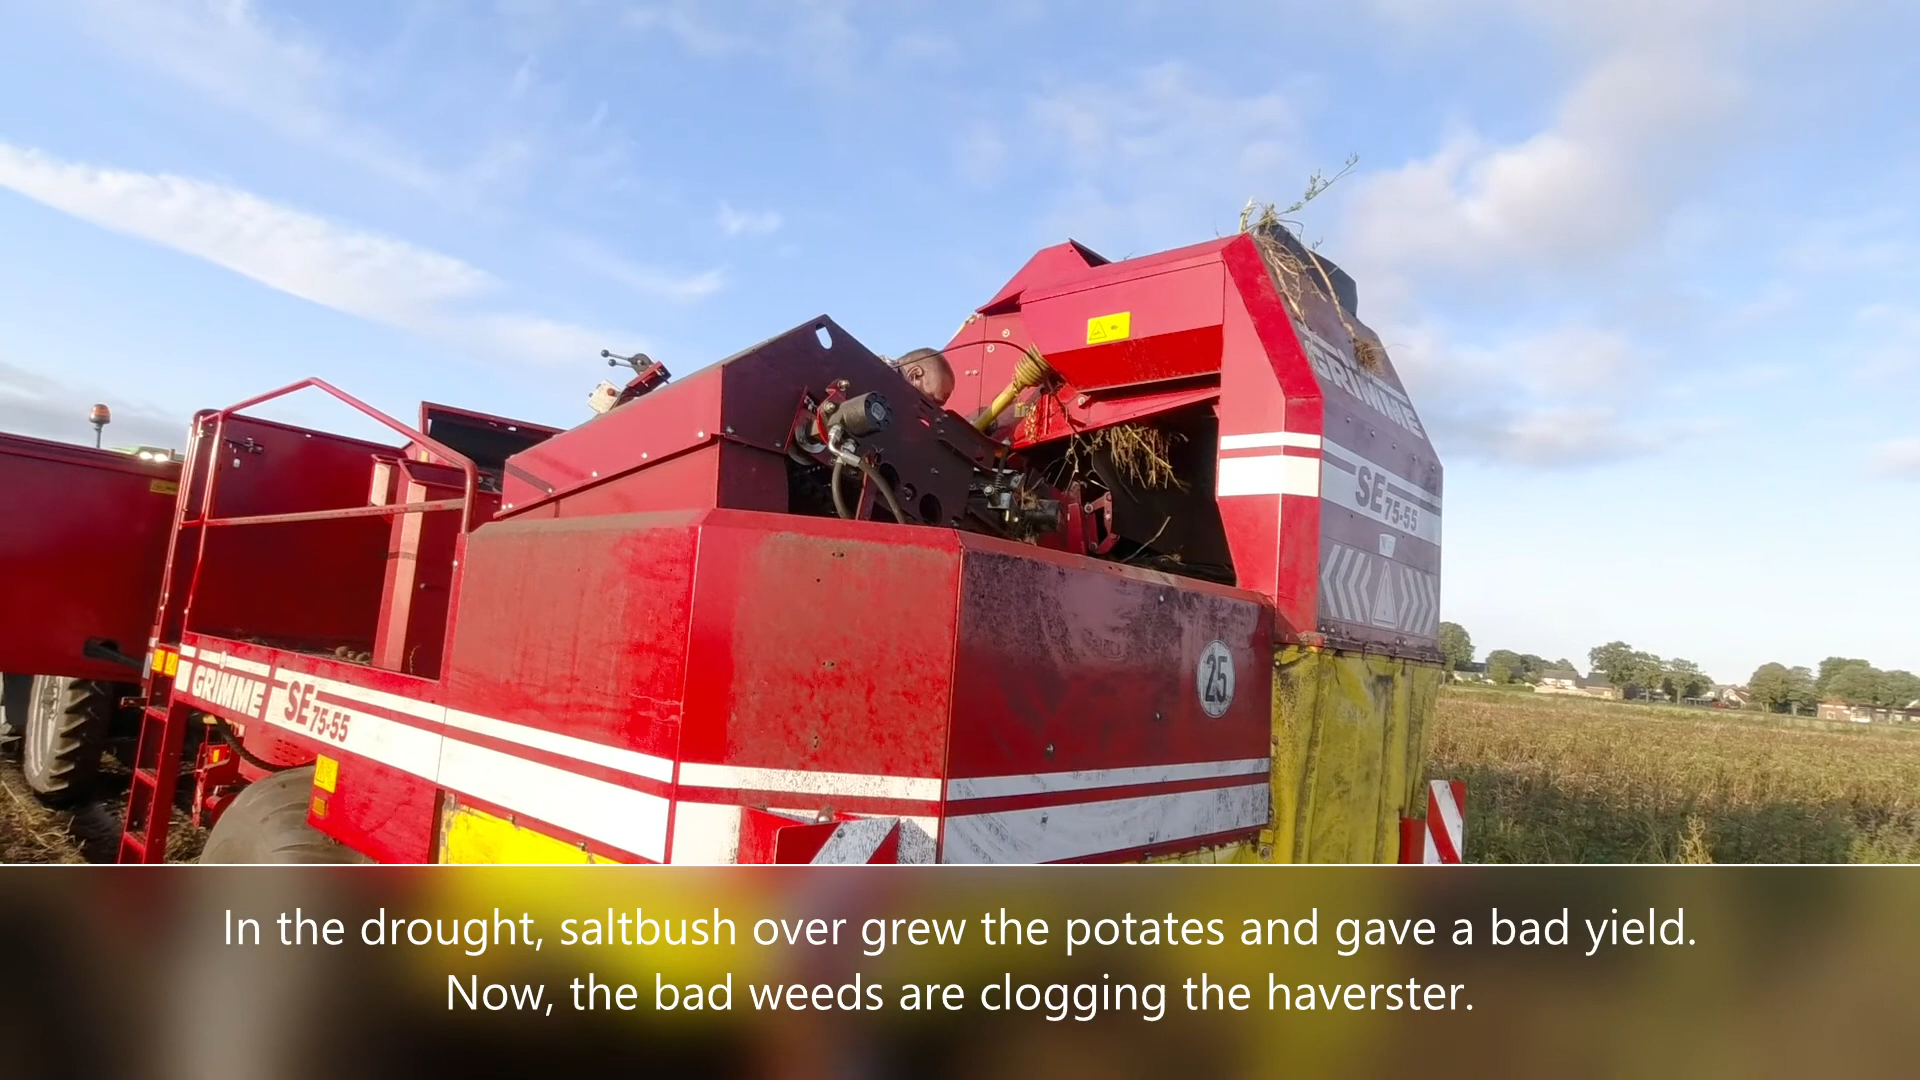 GRIMME
SE 75-55
25
GRIMME SE 75-55
In the drought, saltbush over grew the potates and gave a bad yield.
Now, the bad weeds are clogging the haverster.